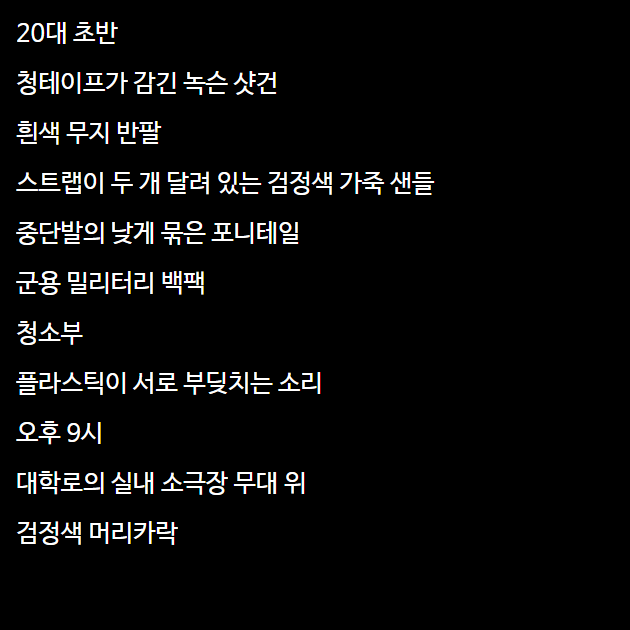 20대 초반
청테이프가 감긴 녹슨 샷건
흰색 무지 반팔
스트랩이 두 개 달려 있는 검정색 가죽 샌들
중단발의 낮게 묶은 포니테일
군용 밀리터리 백팩
청소부
플라스틱이 서로 부딪치는 소리
오후 9시
대학로의 실내 소극장 무대 위
검정색 머리카락